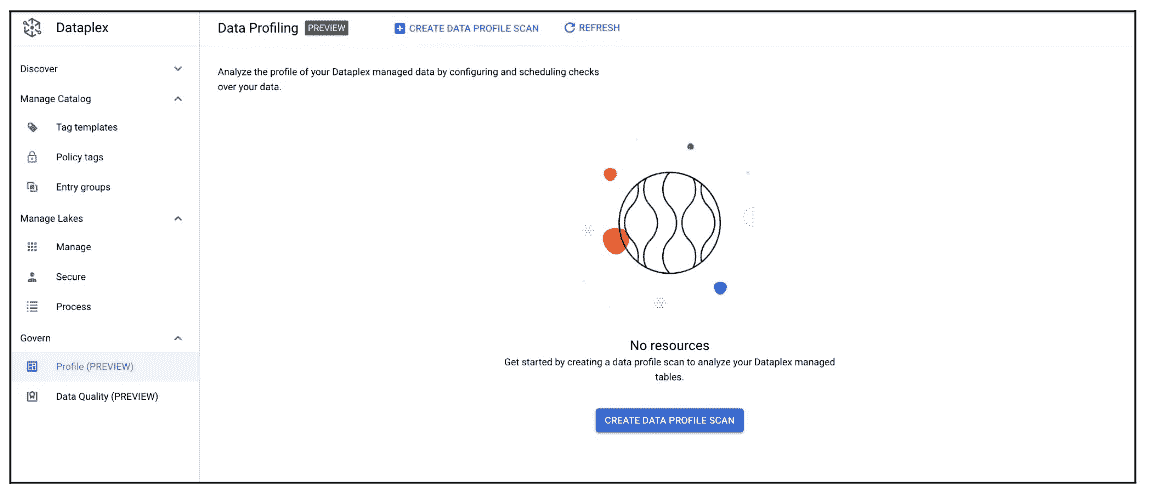 Dataplex
Discover
Manage Catalog
Tag templates
Policy tags
Entry groups
Manage Lakes
Manage
Secure
Process
Govern
Profile (PREVIEW)
Data Quality (PREVIEW)
Data Profiling PREVIEW CREATE DATA PROFILE SCAN REFRESH
Analyze the profile of your Dataplex managed data by configuring and scheduling checks
over your data.
No resources
Get started by creating a data profile scan to analyze your Dataplex managed
tables.
CREATE DATA PROFILE SCAN